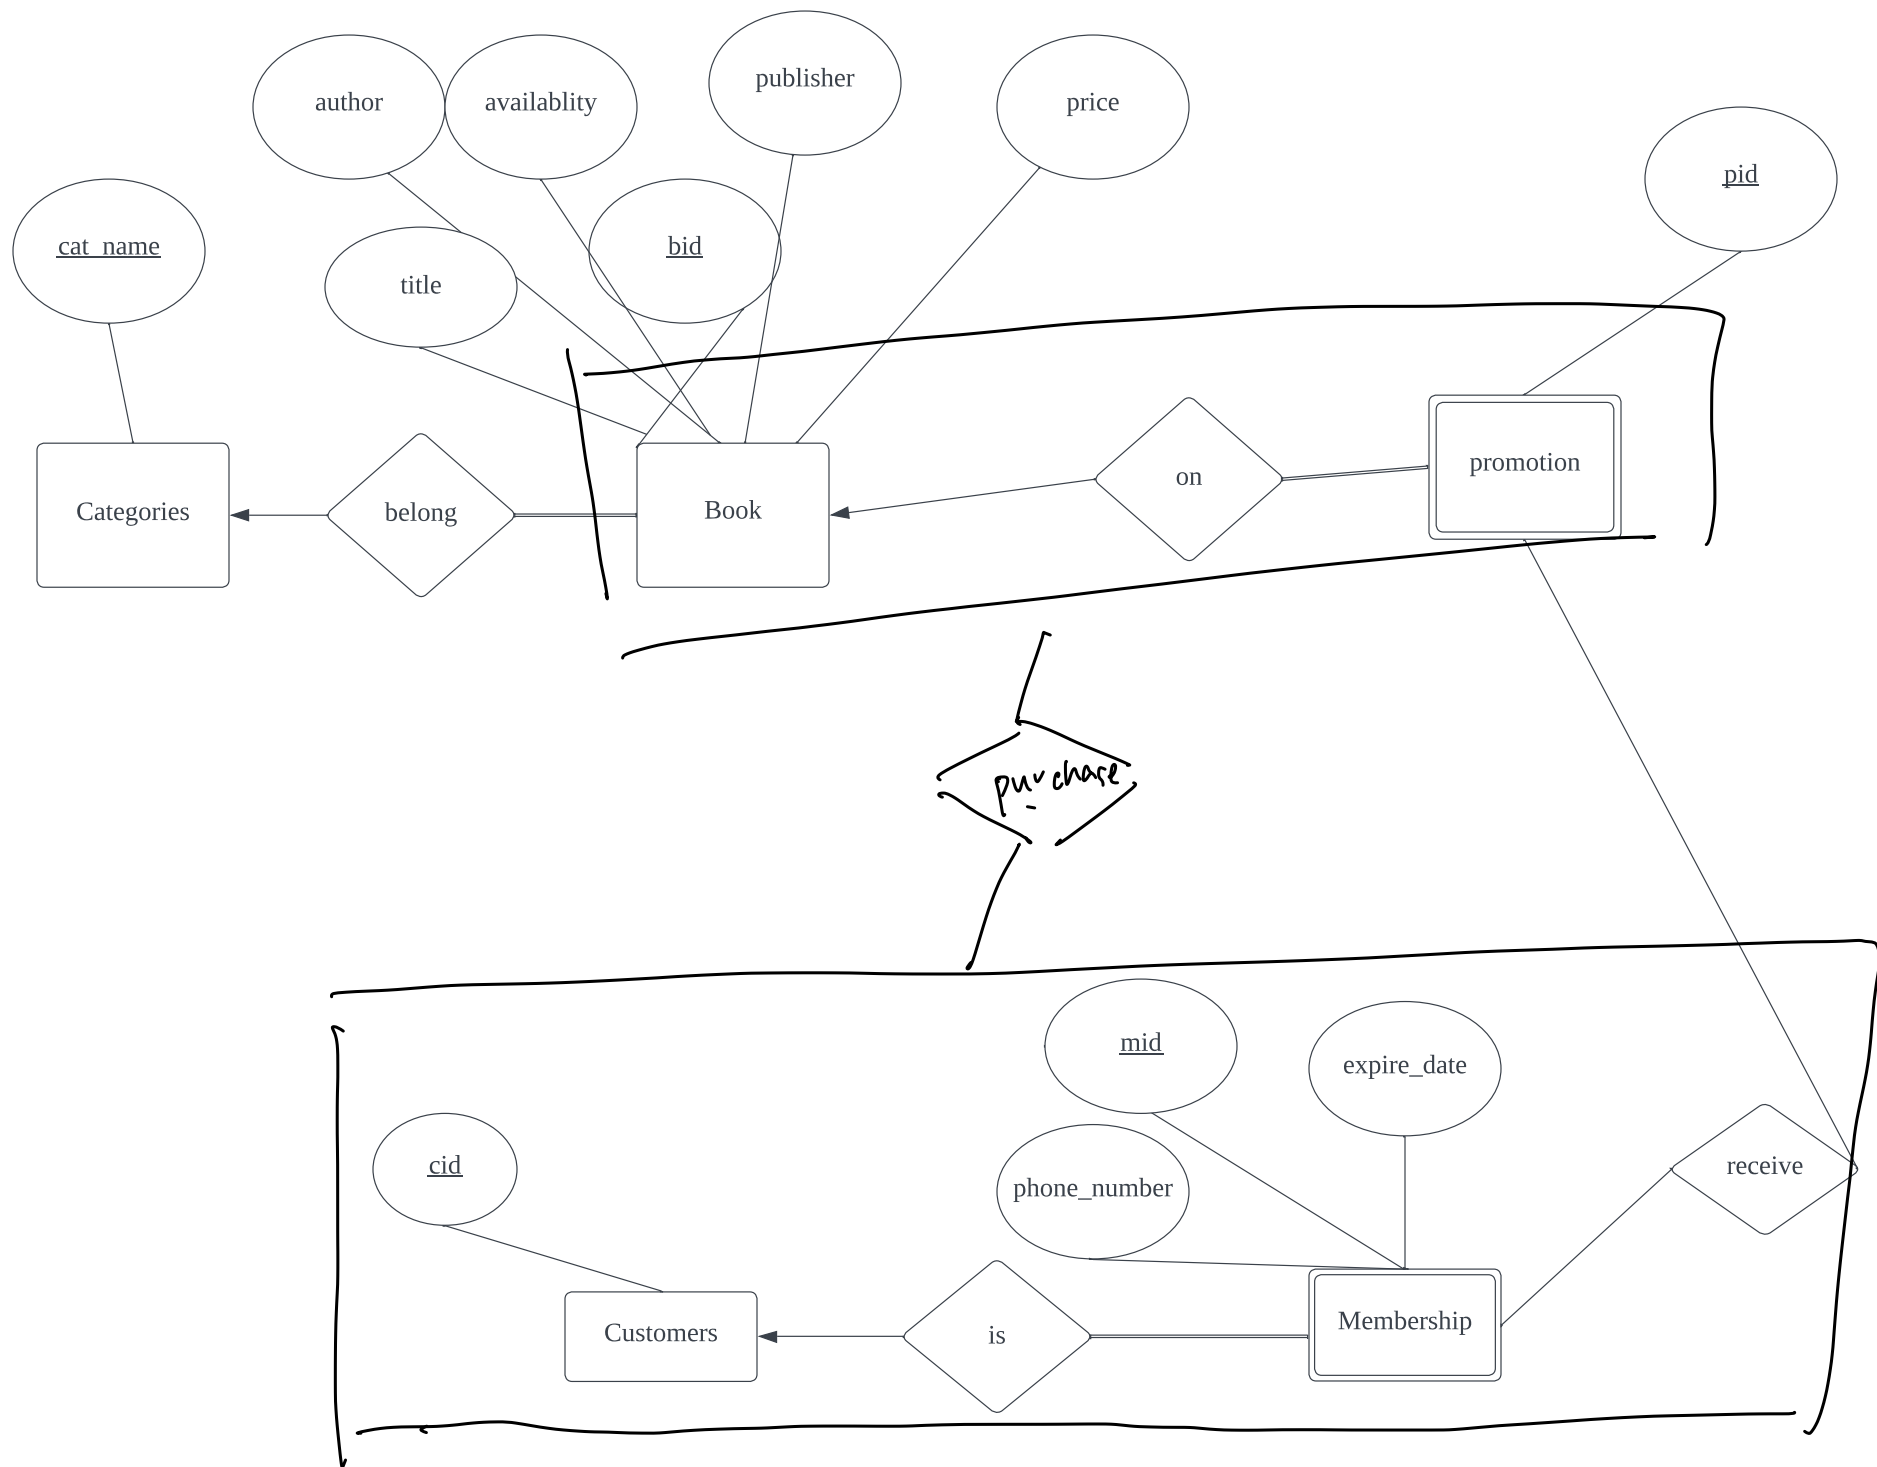 publisher
author
availablity
price
pid
cat_name
bid
title
promotion
on
Categories
belong
Book
purchase
mid
expire_date
cid
receive
phone_number
Membership
Customers
is